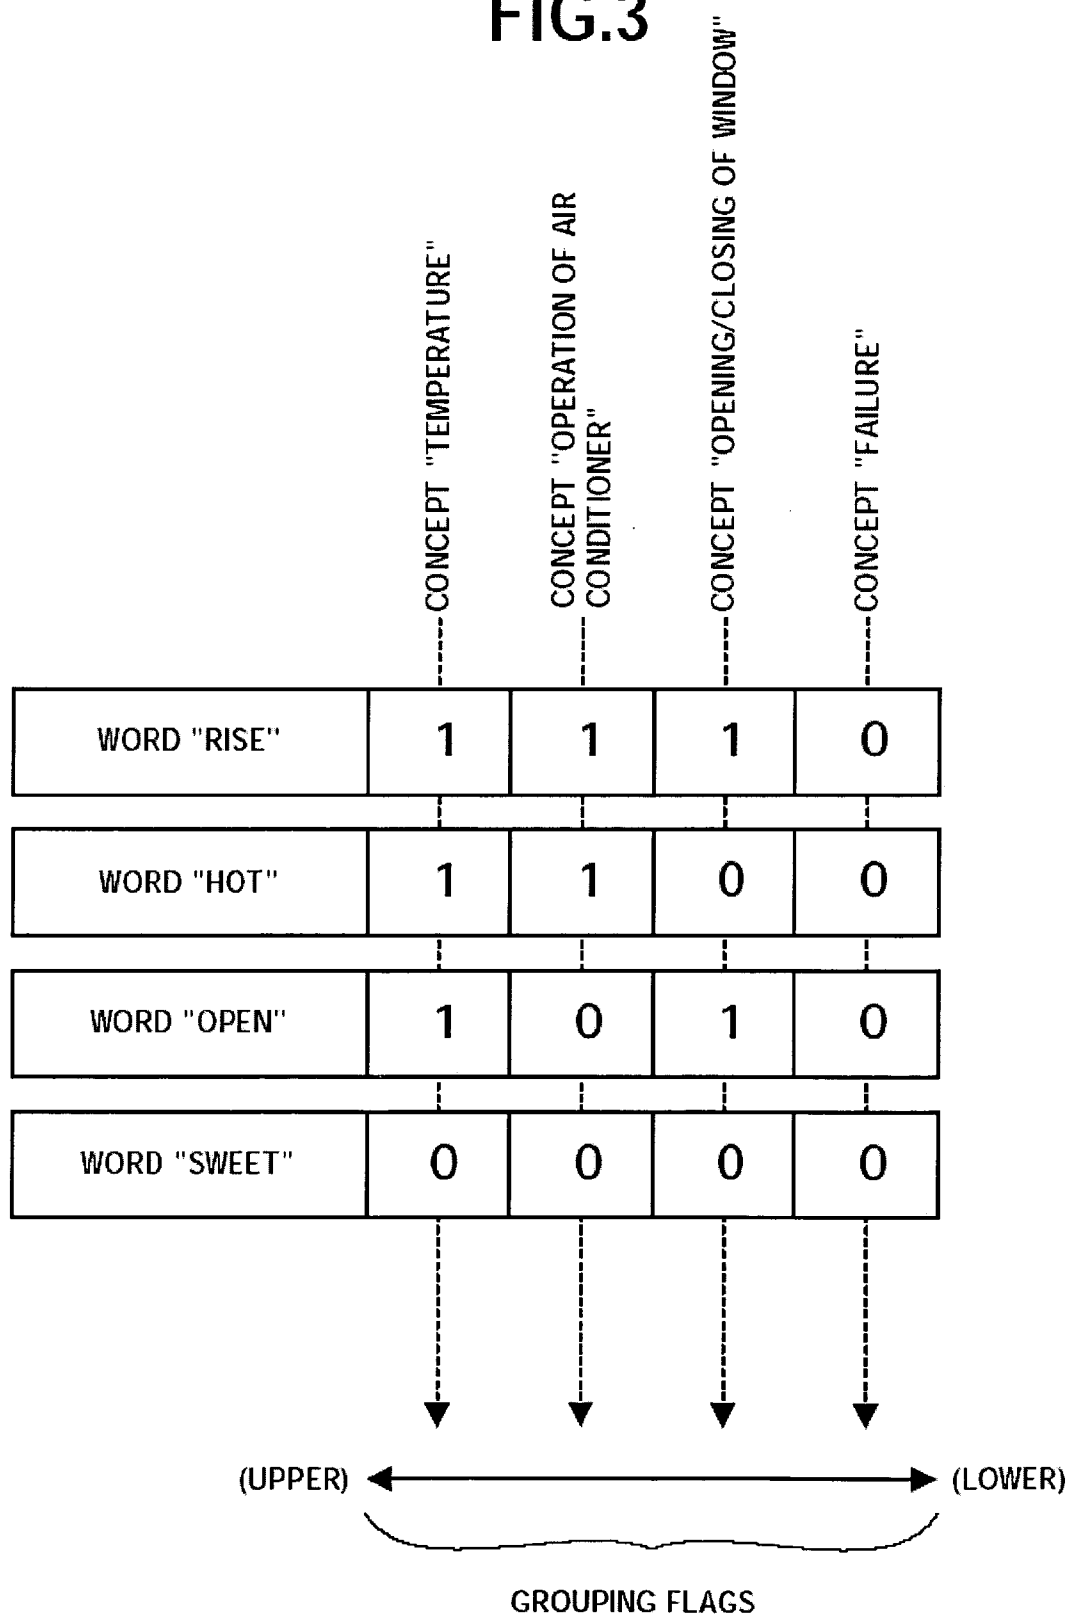 FIG.3
CONCEPT "TEMPERATURE"
CONCEPT "OPERATION OF AIR
CONDITIONER"
CONCEPT "OPENING/CLOSING OF WINDOW"
CONCEPT "FAILURE"
WORD "RISE" 1 1 1 0
WORD "HOT" 1 1 0 0
WORD "OPEN" 1 0 1 0
WORD "SWEET" 0 0 0 0
(UPPER) (LOWER)
GROUPING FLAGS